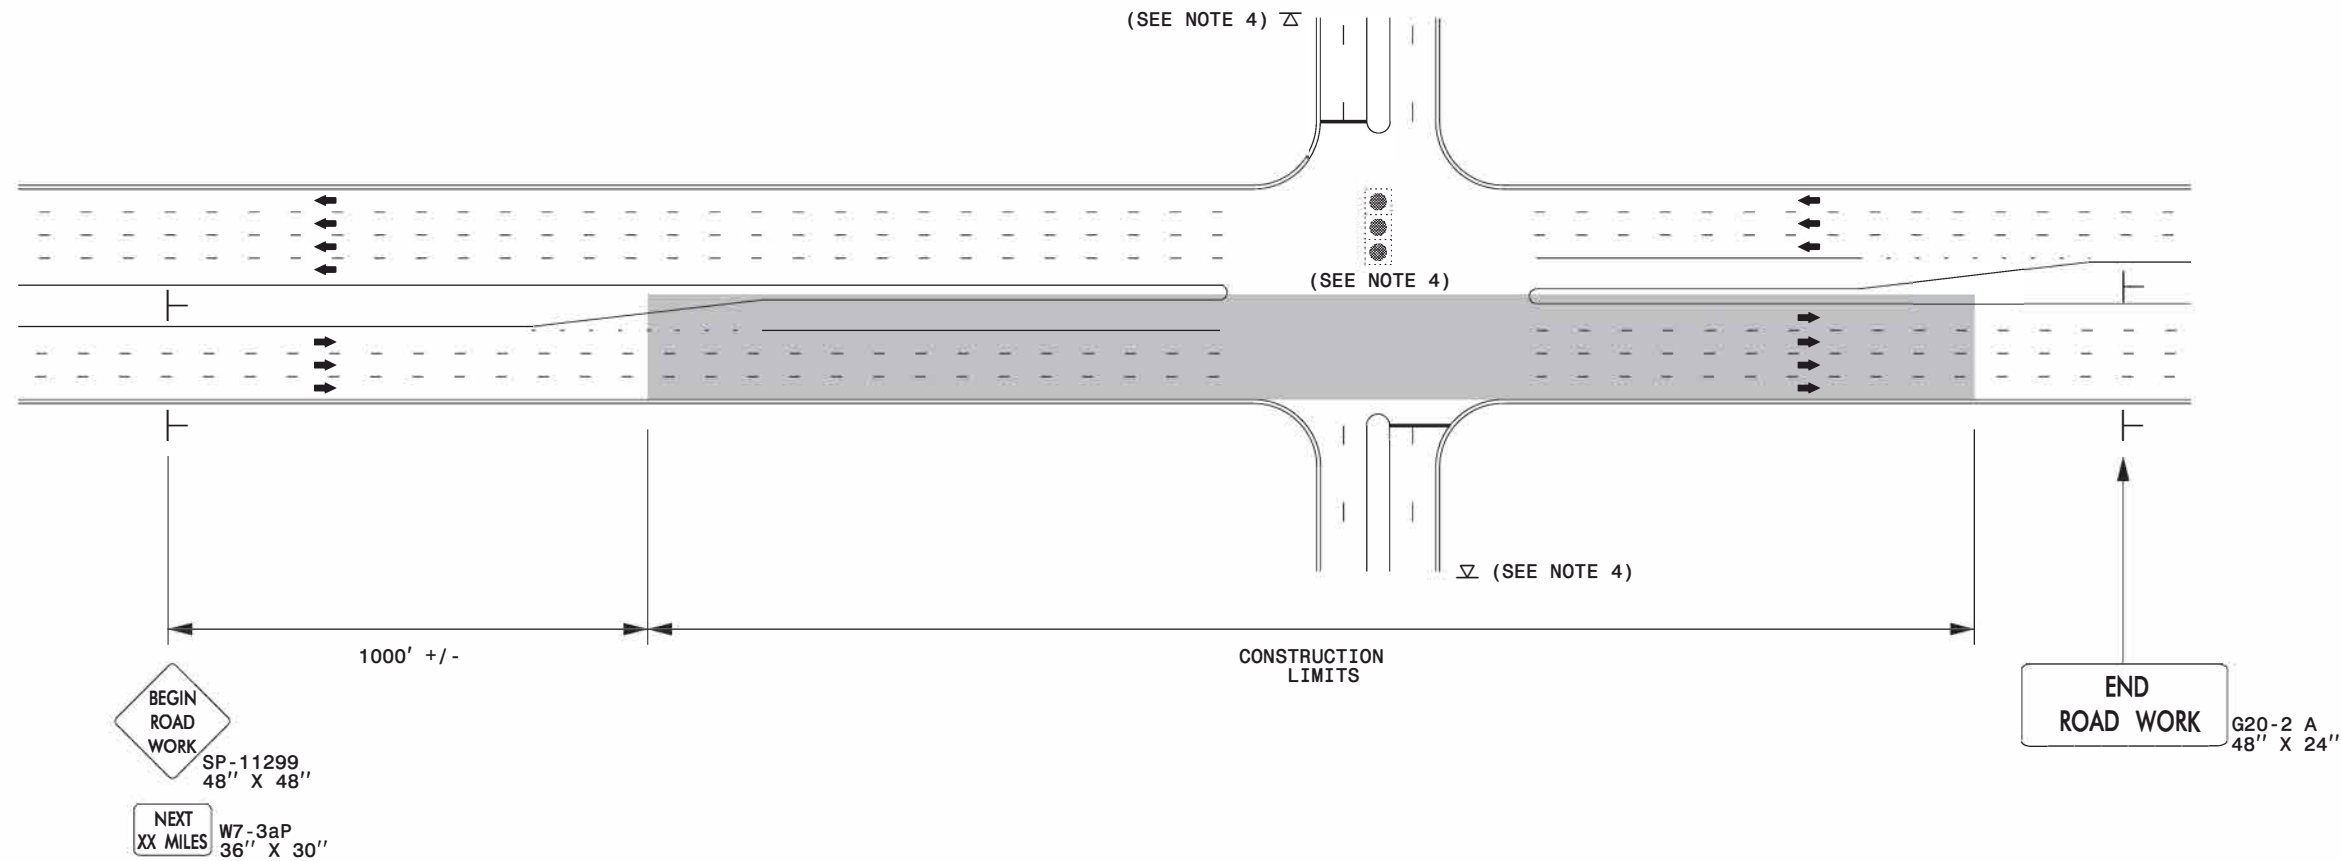 (SEE NOTE 4)
(SEE NOTE 4)
(SEE NOTE 4)
1000' +/-
CONSTRUCTION
LIMITS
BEGIN
ROAD
WORK
SP-11299
48'' X 48''
NEXT
XX MILES
W7-3aP
36'' X 30''
END
ROAD WORK
G20-2 A
48'' X 24''